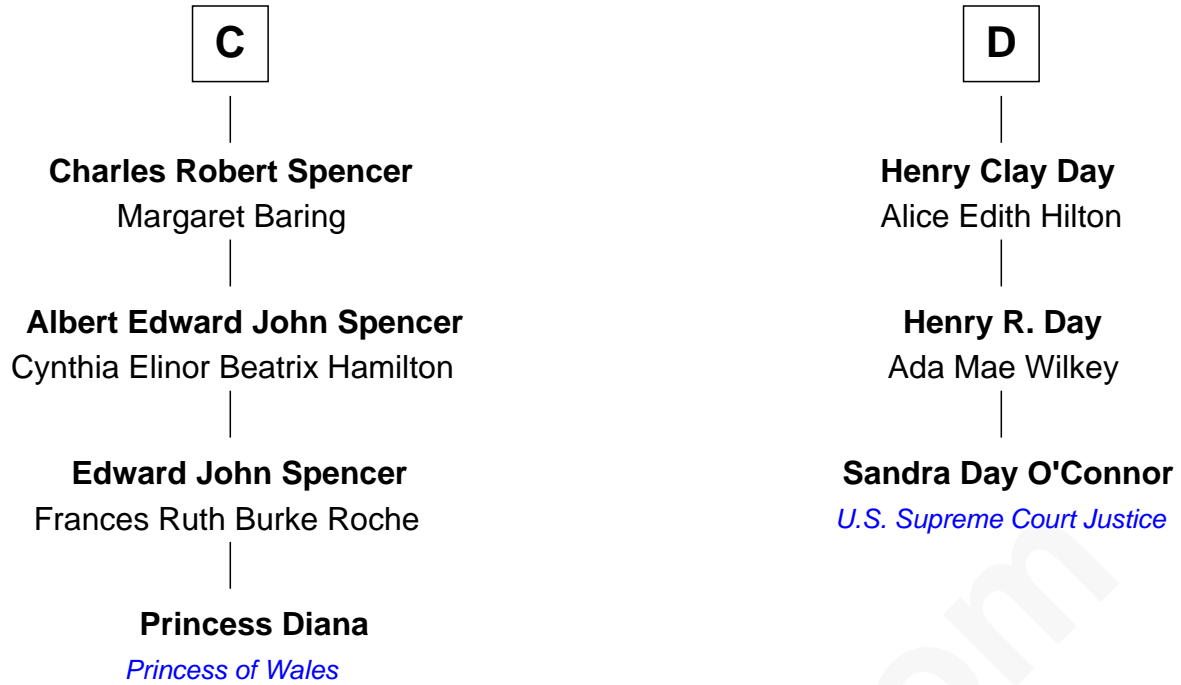 C
Charles Robert Spencer
Margaret Baring
Albert Edward John Spencer
Cynthia Elinor Beatrix Hamilton
Edward John Spencer
Frances Ruth Burke Roche
Princess Diana
Princess of Wales
D
Henry Clay Day
Alice Edith Hilton
Henry R. Day
Ada Mae Wilkey
Sandra Day O'Connor
U.S. Supreme Court Justice
om